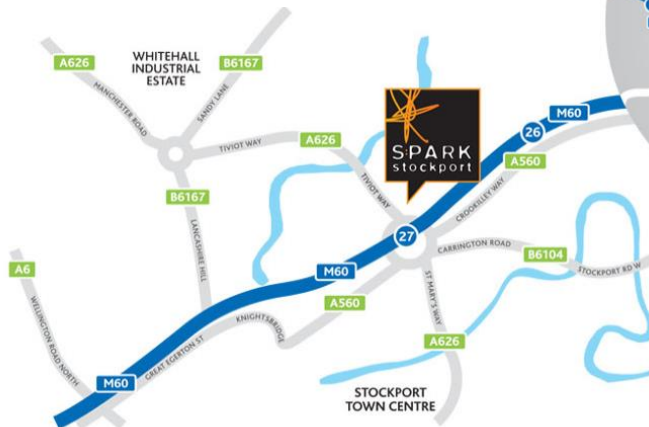 A626
WHITEHALL
INDUSTRIAL
ESTATE
B6167
MANCHESTER ROAD
SANDY LANE
TIVIOT WAY
A626
TIVIOT WAY
S:PARK
stockport
M60
26
A560
CROOKILLEY WAY
B6167
LANCASHIRE HILL
27
CARRINGTON ROAD
B6104
STOCKPORT RD W
A6
WELLINGTON ROAD NORTH
M60
A560
KNIGHTSBRIDGE
ST MARY'S WAY
A626
GREAT EGERTON ST
M60
STOCKPORT
TOWN CENTRE